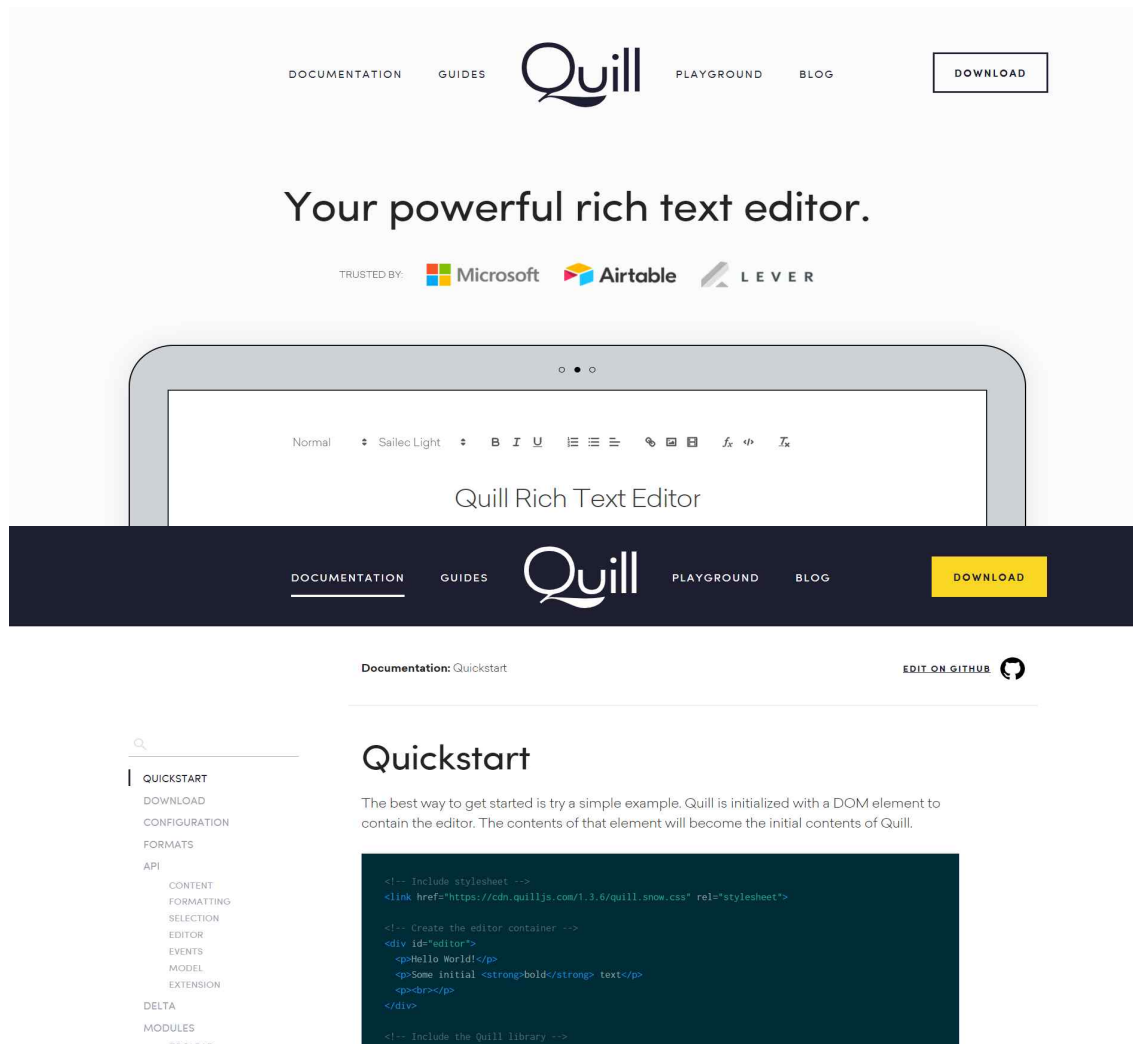 DOCUMENTATION GUIDES Quill PLAYGROUND BLOG DOWNLOAD
Your powerful rich text editor.
TRUSTED BY: Microsoft Airtable LEVER
Normal Sailec Light B I U
Quill Rich Text Editor
DOCUMENTATION GUIDES Quill PLAYGROUND BLOG DOWNLOAD
Documentation: Quickstart EDIT ON GITHUB
Quickstart
QUICKSTART
DOWNLOAD
CONFIGURATION
FORMATS
API
CONTENT
FORMATTING
SELECTION
EDITOR
EVENTS
MODEL
EXTENSION
DELTA
MODULES
The best way to get started is try a simple example. Quill is initialized with a DOM element to
contain the editor. The contents of that element will become the initial contents of Quill.
<!-- Include stylesheet -->
<link href="https://cdn.quilljs.com/1.3.6/quill.snow.css" rel="stylesheet">
<!-- Create the editor container -->
<div id="editor">
<p>Hello World!</p>
<p>Some initial <strong>bold</strong> text</p>
<p><br></p>
</div>
<!-- Include the Quill library -->